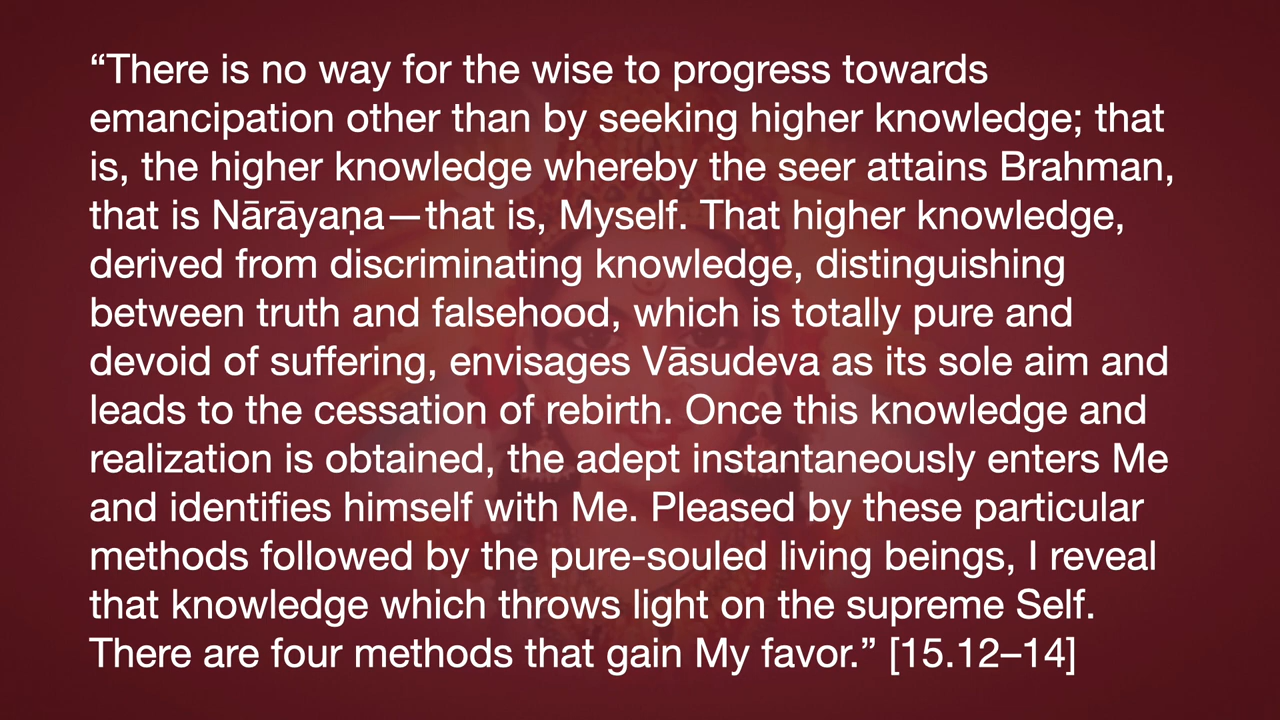 “There is no way for the wise to progress towards
emancipation other than by seeking higher knowledge; that
is, the higher knowledge whereby the seer attains Brahman,
that is Nārāyaṇa—that is, Myself. That higher knowledge,
derived from discriminating knowledge, distinguishing
between truth and falsehood, which is totally pure and
devoid of suffering, envisages Vāsudeva as its sole aim and
leads to the cessation of rebirth. Once this knowledge and
realization is obtained, the adept instantaneously enters Me
and identifies himself with Me. Pleased by these particular
methods followed by the pure-souled living beings, I reveal
that knowledge which throws light on the supreme Self.
There are four methods that gain My favor.” [15.12–14]